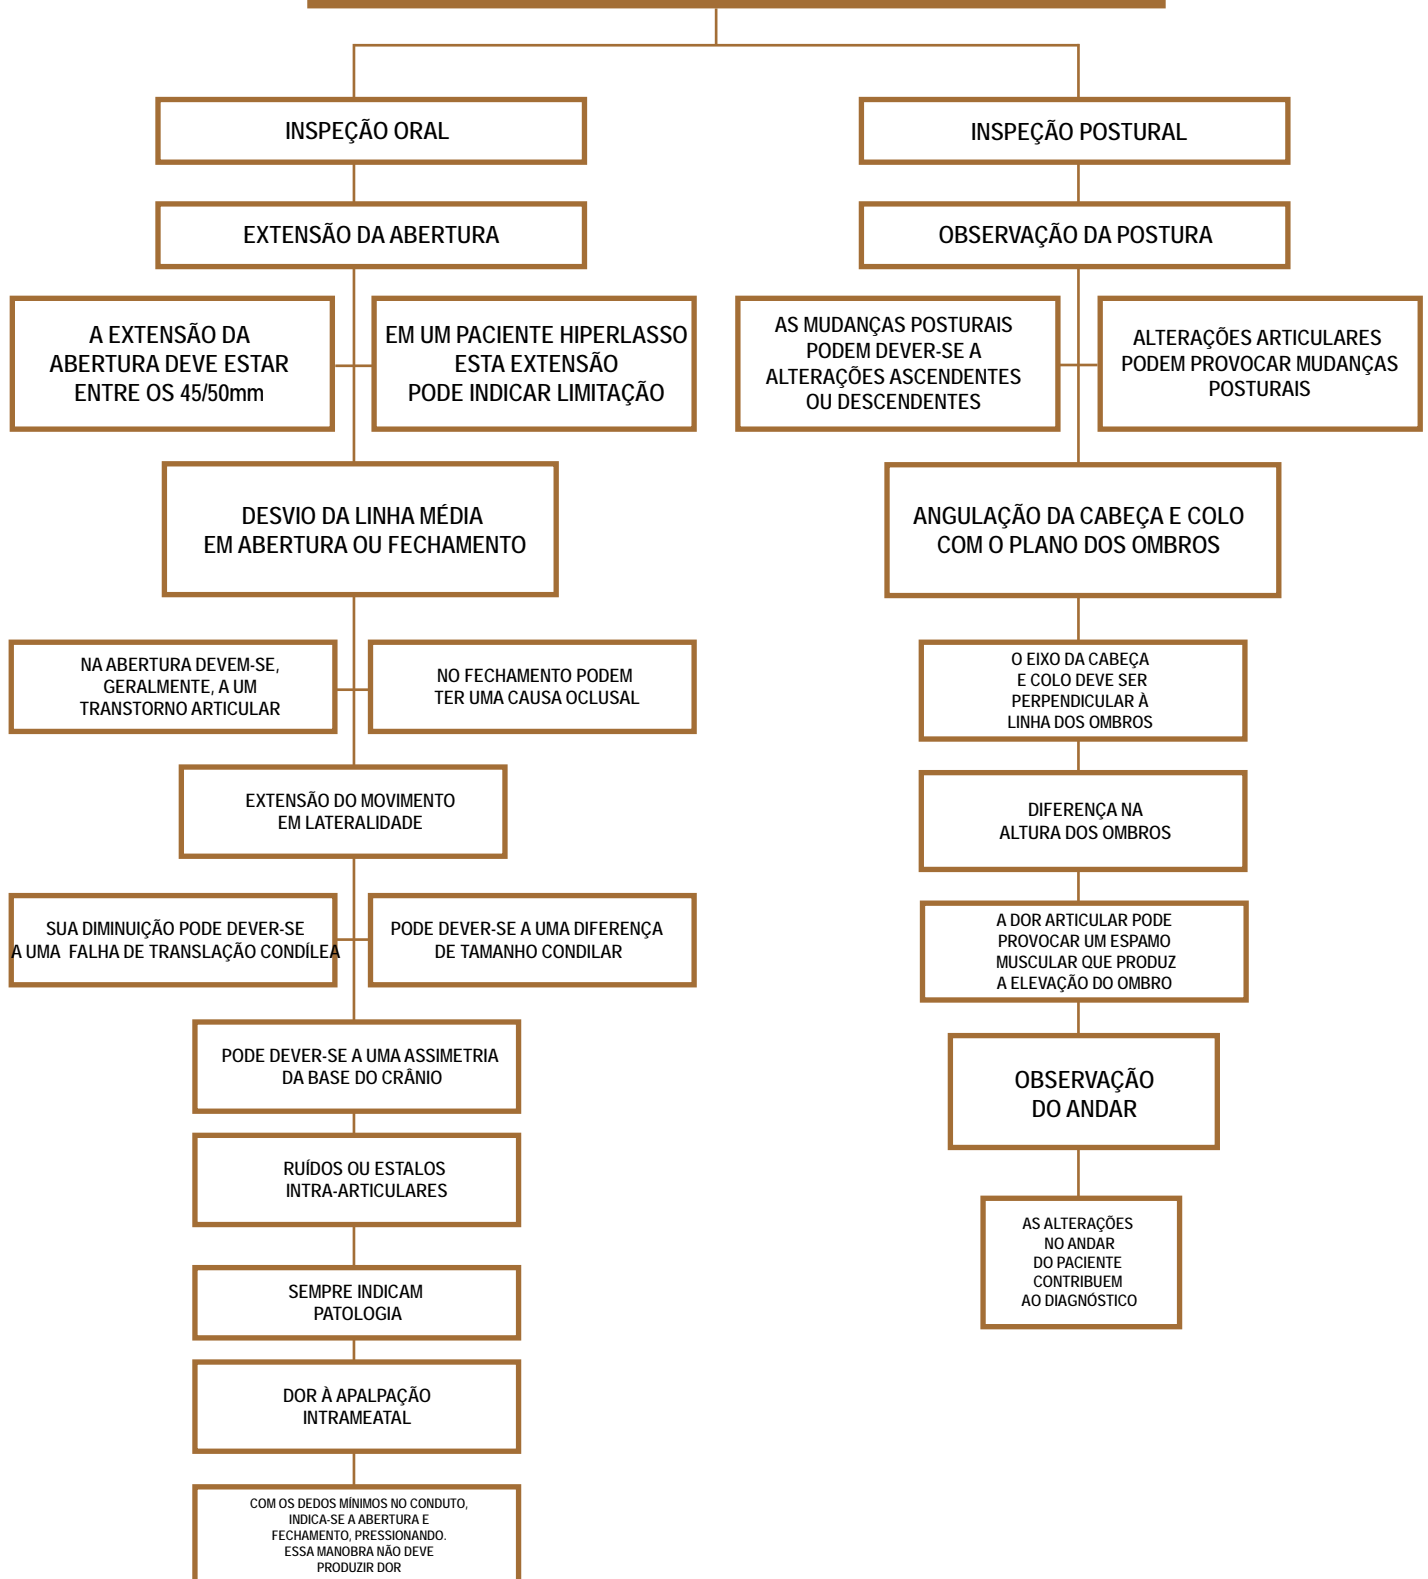 INSPEÇÃO ORAL
INSPEÇÃO POSTURAL
EXTENSÃO DA ABERTURA
OBSERVAÇÃO DA POSTURA
A EXTENSÃO DA
ABERTURA DEVE ESTAR
ENTRE OS 45/50mm
EM UM PACIENTE HIPERLASSO
ESTA EXTENSÃO
PODE INDICAR LIMITAÇÃO
AS MUDANÇAS POSTURAIS
PODEM DEVER-SE A
ALTERAÇÕES ASCENDENTES
OU DESCENDENTES
ALTERAÇÕES ARTICULARES
PODEM PROVOCAR MUDANÇAS
POSTURAIS
DESVIO DA LINHA MÉDIA
EM ABERTURA OU FECHAMENTO
ANGULAÇÃO DA CABEÇA E COLO
COM O PLANO DOS OMBROS
NA ABERTURA DEVEM-SE,
GERALMENTE, A UM
TRANSTORNO ARTICULAR
NO FECHAMENTO PODEM
TER UMA CAUSA OCLUSAL
O EIXO DA CABEÇA
E COLO DEVE SER
PERPENDICULAR À
LINHA DOS OMBROS
EXTENSÃO DO MOVIMENTO
EM LATERALIDADE
DIFERENÇA NA
ALTURA DOS OMBROS
SUA DIMINUIÇÃO PODE DEVER-SE
A UMA FALHA DE TRANSLAÇÃO CONDÍLEA
PODE DEVER-SE A UMA DIFERENÇA
DE TAMANHO CONDILAR
A DOR ARTICULAR PODE
PROVOCAR UM ESPAMO
MUSCULAR QUE PRODUZ
A ELEVAÇÃO DO OMBRO
PODE DEVER-SE A UMA ASSIMETRIA
DA BASE DO CRÂNIO
OBSERVAÇÃO
DO ANDAR
RUÍDOS OU ESTALOS
INTRA-ARTICULARES
AS ALTERAÇÕES
NO ANDAR
DO PACIENTE
CONTRIBUEM
AO DIAGNÓSTICO
SEMPRE INDICAM
PATOLOGIA
DOR À APALPAÇÃO
INTRAMEATAL
COM OS DEDOS MÍNIMOS NO CONDUTO,
INDICA-SE A ABERTURA E
FECHAMENTO, PRESSIONANDO.
ESSA MANOBRA NÃO DEVE
PRODUZIR DOR